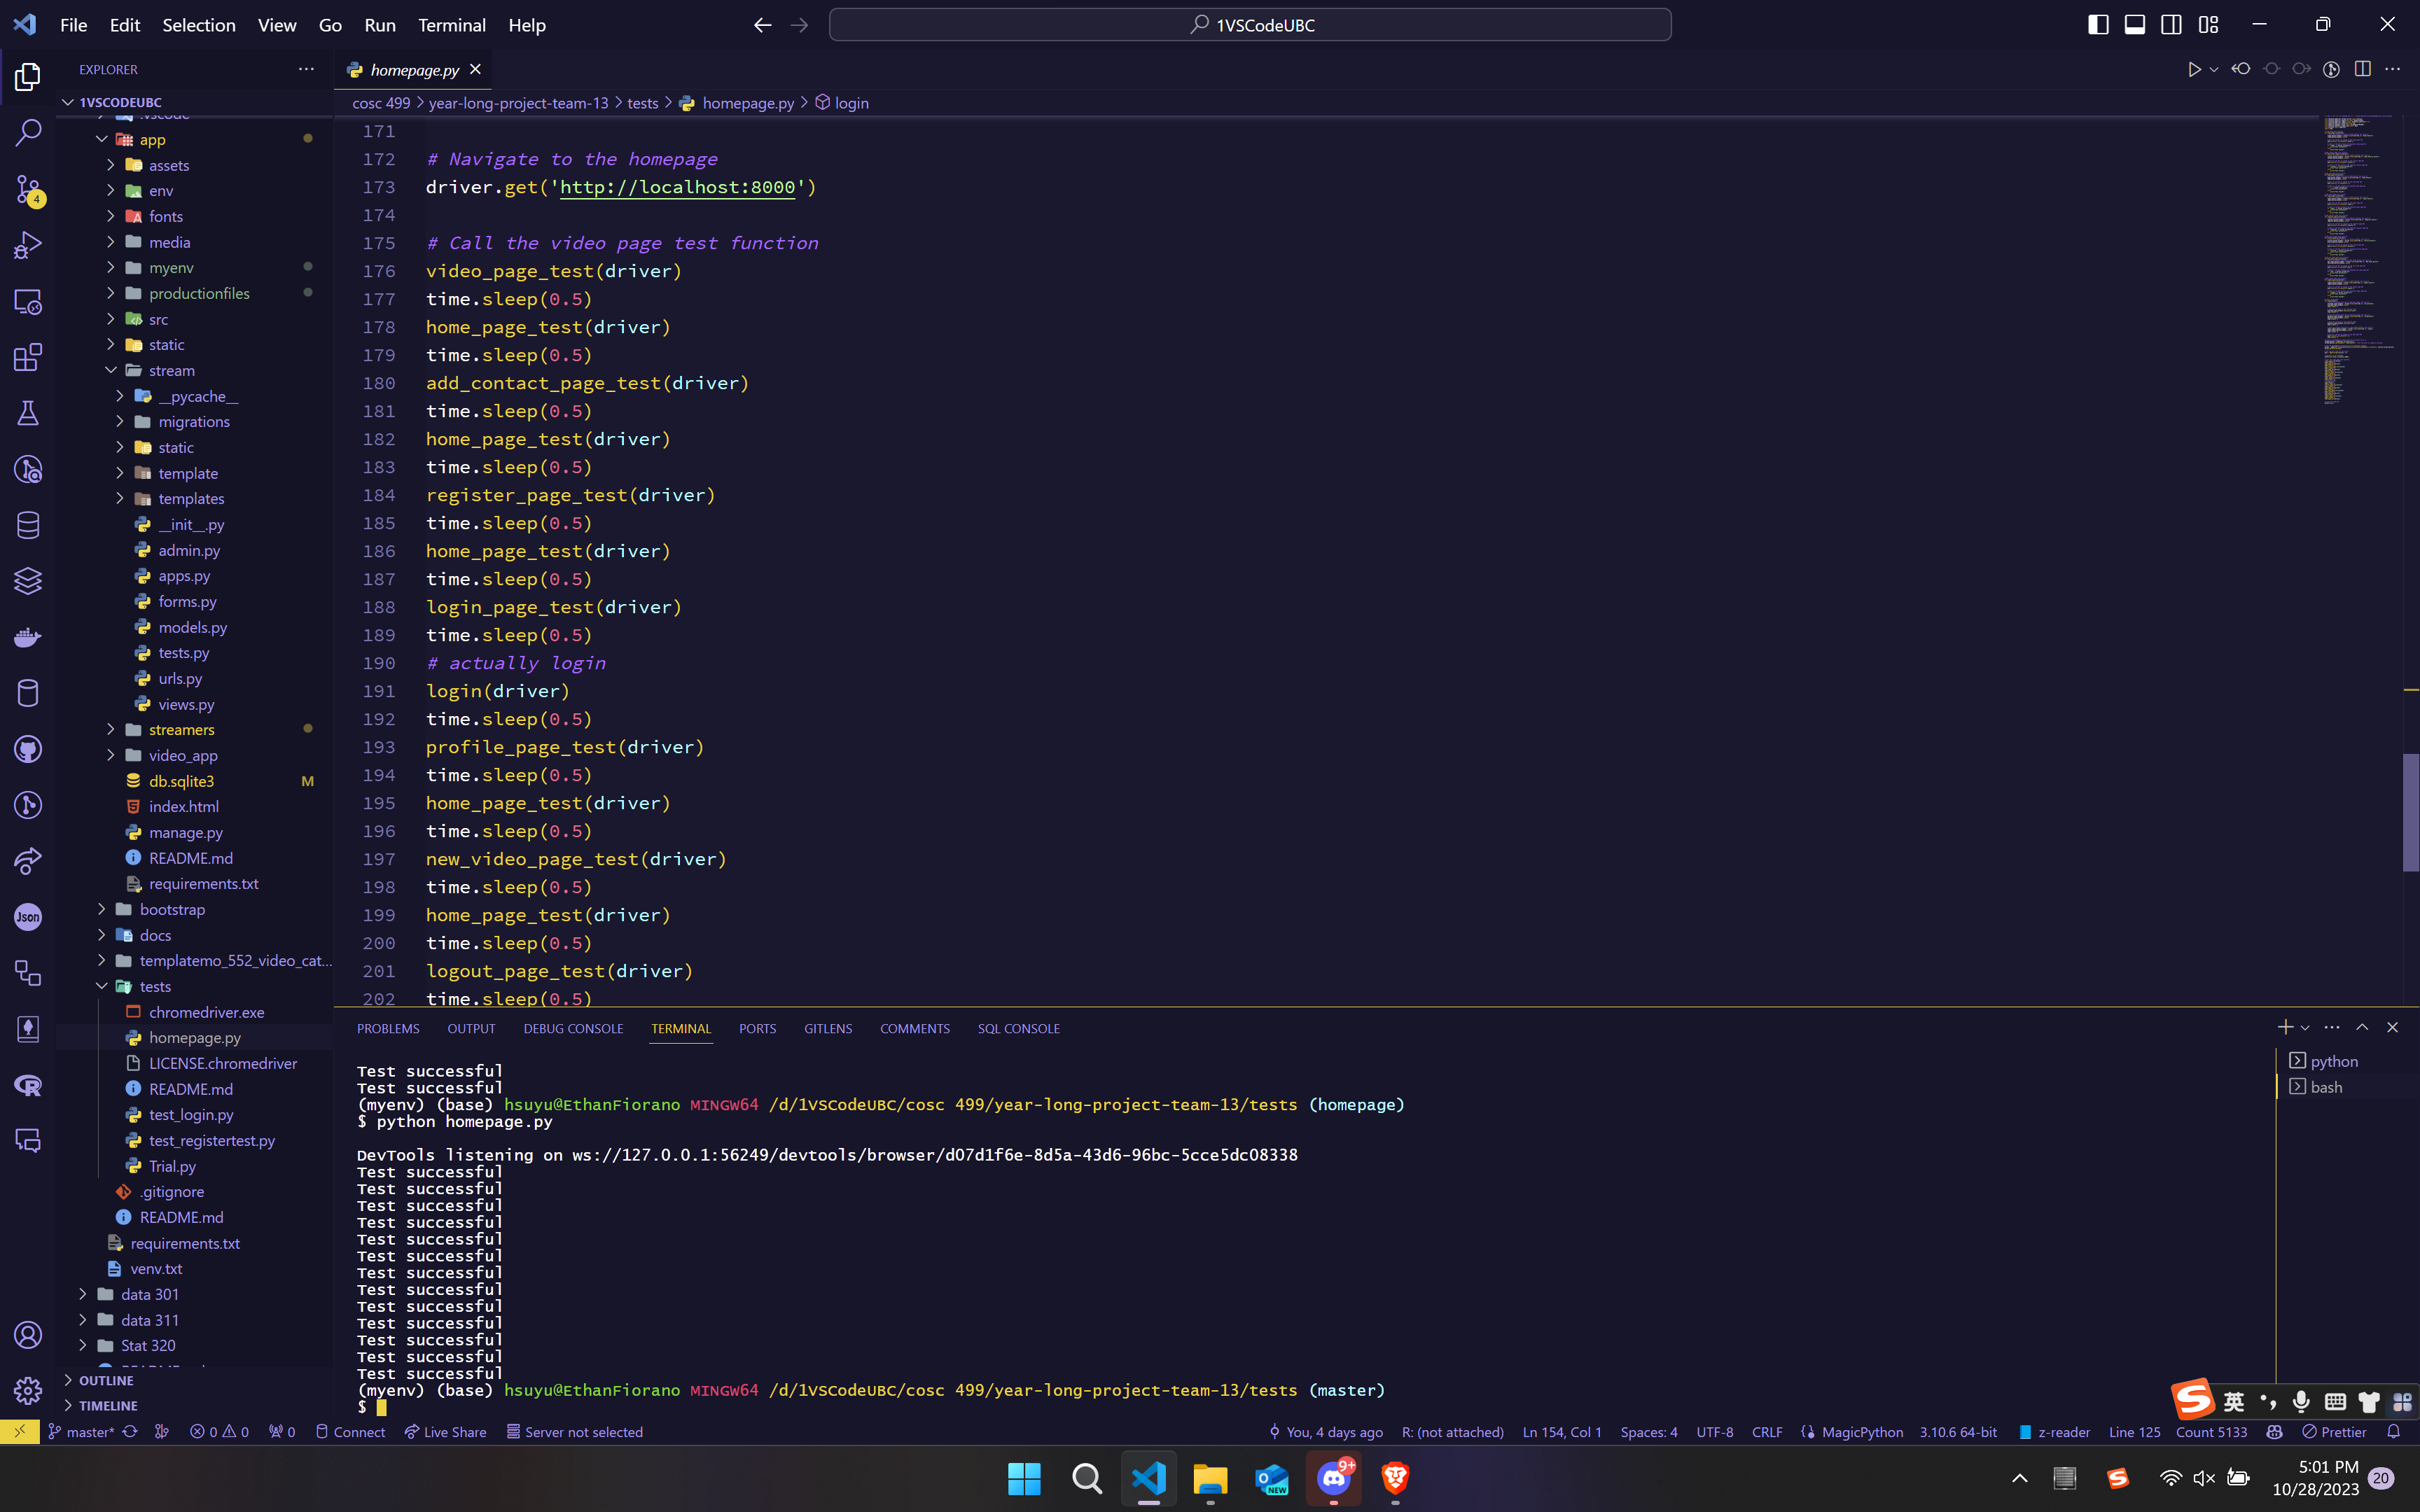 File Edit Selection View Go Run Terminal Help
1VSCodeUBC
EXPLORER
1VSCODEUBC
.vscode
app
assets
env
fonts
media
myenv
productionfiles
src
static
stream
__pycache__
migrations
static
template
templates
__init__.py
admin.py
apps.py
forms.py
models.py
tests.py
urls.py
views.py
streamers
video_app
db.sqlite3 M
index.html
manage.py
README.md
requirements.txt
bootstrap
docs
templatemo_552_video_cat...
tests
chromedriver.exe
homepage.py
LICENSE.chromedriver
README.md
test_login.py
test_registertest.py
Trial.py
.gitignore
README.md
requirements.txt
venv.txt
data 301
data 311
Stat 320
OUTLINE
TIMELINE
4
Json
homepage.py
cosc 499 > year-long-project-team-13 > tests > homepage.py > login
171
172 # Navigate to the homepage
173 driver.get('http://localhost:8000')
174
175 # Call the video page test function
176 video_page_test(driver)
177 time.sleep(0.5)
178 home_page_test(driver)
179 time.sleep(0.5)
180 add_contact_page_test(driver)
181 time.sleep(0.5)
182 home_page_test(driver)
183 time.sleep(0.5)
184 register_page_test(driver)
185 time.sleep(0.5)
186 home_page_test(driver)
187 time.sleep(0.5)
188 login_page_test(driver)
189 time.sleep(0.5)
190 # actually login
191 login(driver)
192 time.sleep(0.5)
193 profile_page_test(driver)
194 time.sleep(0.5)
195 home_page_test(driver)
196 time.sleep(0.5)
197 new_video_page_test(driver)
198 time.sleep(0.5)
199 home_page_test(driver)
200 time.sleep(0.5)
201 logout_page_test(driver)
202 time.sleep(0.5)
PROBLEMS OUTPUT DEBUG CONSOLE TERMINAL PORTS GITLENS COMMENTS SQL CONSOLE
python
bash
Test successful
Test successful
(myenv) (base) hsuyu@EthanFiorano MINGW64 /d/1VSCodeUBC/cosc 499/year-long-project-team-13/tests (homepage)
$ python homepage.py
DevTools listening on ws://127.0.0.1:56249/devtools/browser/d07d1f6e-8d5a-43d6-96bc-5cce5dc08338
Test successful
Test successful
Test successful
Test successful
Test successful
Test successful
Test successful
Test successful
Test successful
Test successful
Test successful
Test successful
Test successful
(myenv) (base) hsuyu@EthanFiorano MINGW64 /d/1VSCodeUBC/cosc 499/year-long-project-team-13/tests (master)
$
英
master* 0 0 0 Connect Live Share Server not selected You, 4 days ago R: (not attached) Ln 154, Col 1 Spaces: 4 UTF-8 CRLF MagicPython 3.10.6 64-bit z-reader Line 125 Count 5133 Prettier
NEW
9+
5:01 PM
10/28/2023
20